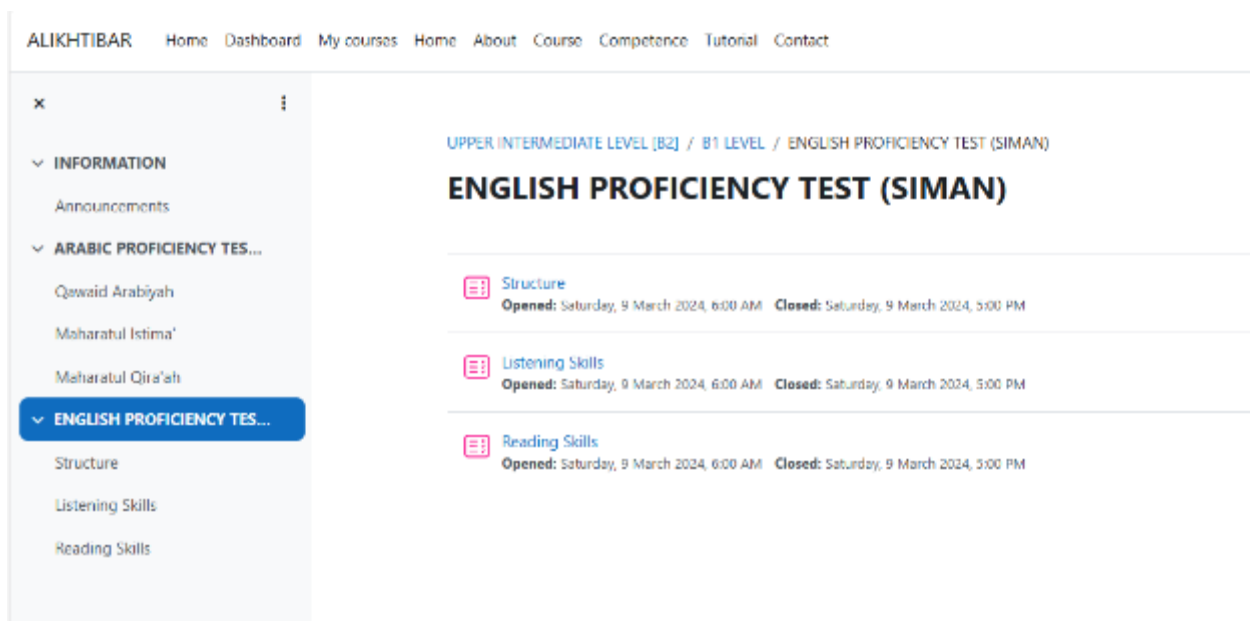 ALIKHTIBAR Home Dashboard My courses Home About Course Competence Tutorial Contact
INFORMATION
Announcements
ARABIC PROFICIENCY TES...
Qawaid Arabiyah
Maharatul Istima'
Maharatul Qira'ah
ENGLISH PROFICIENCY TES...
Structure
Listening Skills
Reading Skills
UPPER INTERMEDIATE LEVEL [B2] / B1 LEVEL / ENGLISH PROFICIENCY TEST (SIMAN)
ENGLISH PROFICIENCY TEST (SIMAN)
Structure
Opened: Saturday, 9 March 2024, 6:00 AM Closed: Saturday, 9 March 2024, 5:00 PM
Listening Skills
Opened: Saturday, 9 March 2024, 6:00 AM Closed: Saturday, 9 March 2024, 5:00 PM
Reading Skills
Opened: Saturday, 9 March 2024, 6:00 AM Closed: Saturday, 9 March 2024, 5:00 PM